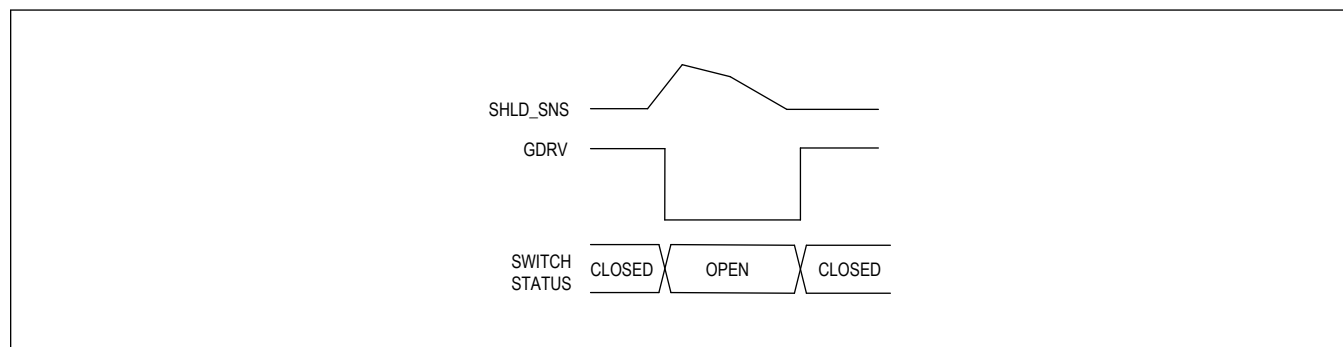 SHLD_SNS
GDRV
SWITCH
STATUS
CLOSED
OPEN
CLOSED